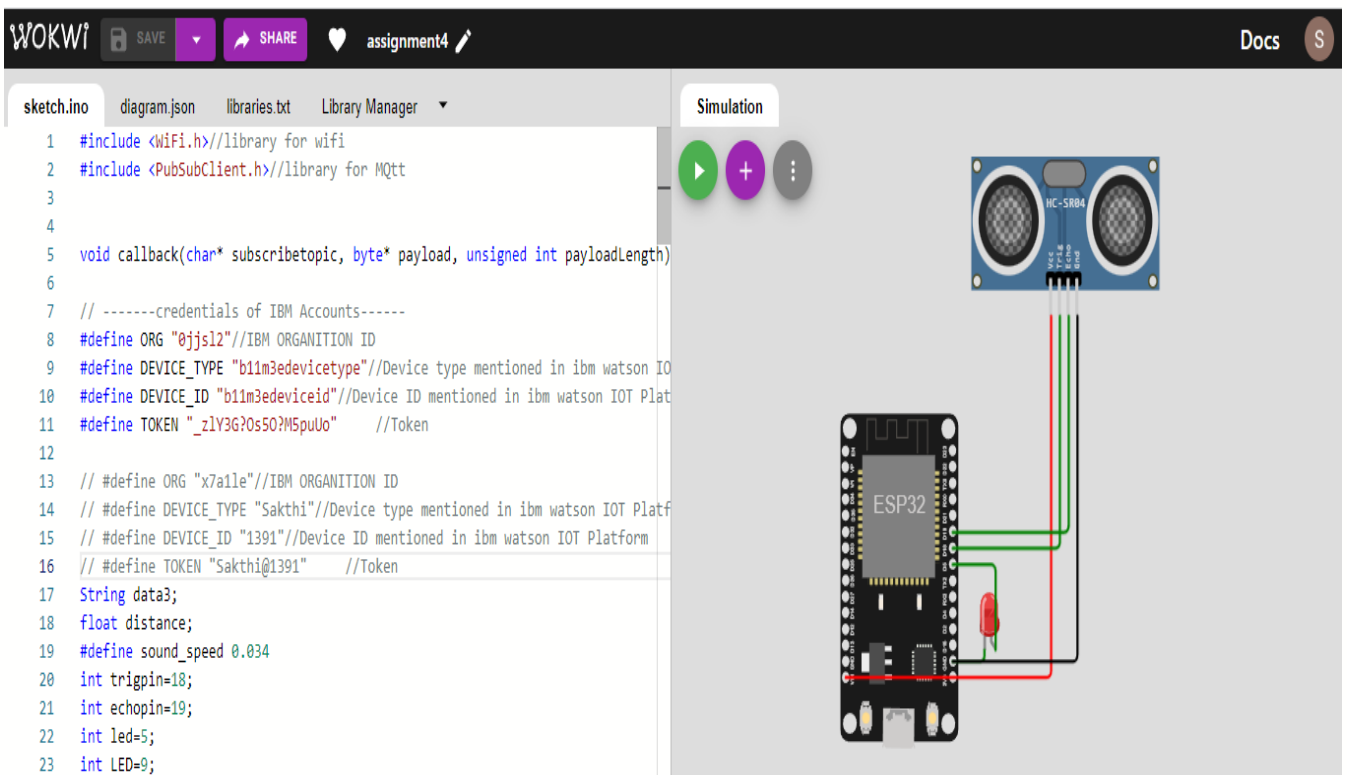 WOKWi SAVE SHARE assignment4 Docs S
sketch.ino diagram.json libraries.txt Library Manager
Simulation
1 #include <WiFi.h>//library for wifi
2 #include <PubSubClient.h>//library for MQtt
3
4
5 void callback(char* subscribetopic, byte* payload, unsigned int payloadLength)
6
7 // -------credentials of IBM Accounts------
8 #define ORG "0jjsl2"//IBM ORGANITION ID
9 #define DEVICE_TYPE "b11m3edevicetype"//Device type mentioned in ibm watson IO
10 #define DEVICE_ID "b11m3edeviceid"//Device ID mentioned in ibm watson IOT Plat
11 #define TOKEN "_zlY3G?Os5O?M5puUo" //Token
12
13 // #define ORG "x7a1le"//IBM ORGANITION ID
14 // #define DEVICE_TYPE "Sakthi"//Device type mentioned in ibm watson IOT Platf
15 // #define DEVICE_ID "1391"//Device ID mentioned in ibm watson IOT Platform
16 // #define TOKEN "Sakthi@1391" //Token
17 String data3;
18 float distance;
19 #define sound_speed 0.034
20 int trigpin=18;
21 int echopin=19;
22 int led=5;
23 int LED=9;
HC-SR04
Vcc
Trig
Echo
Gnd
ESP32